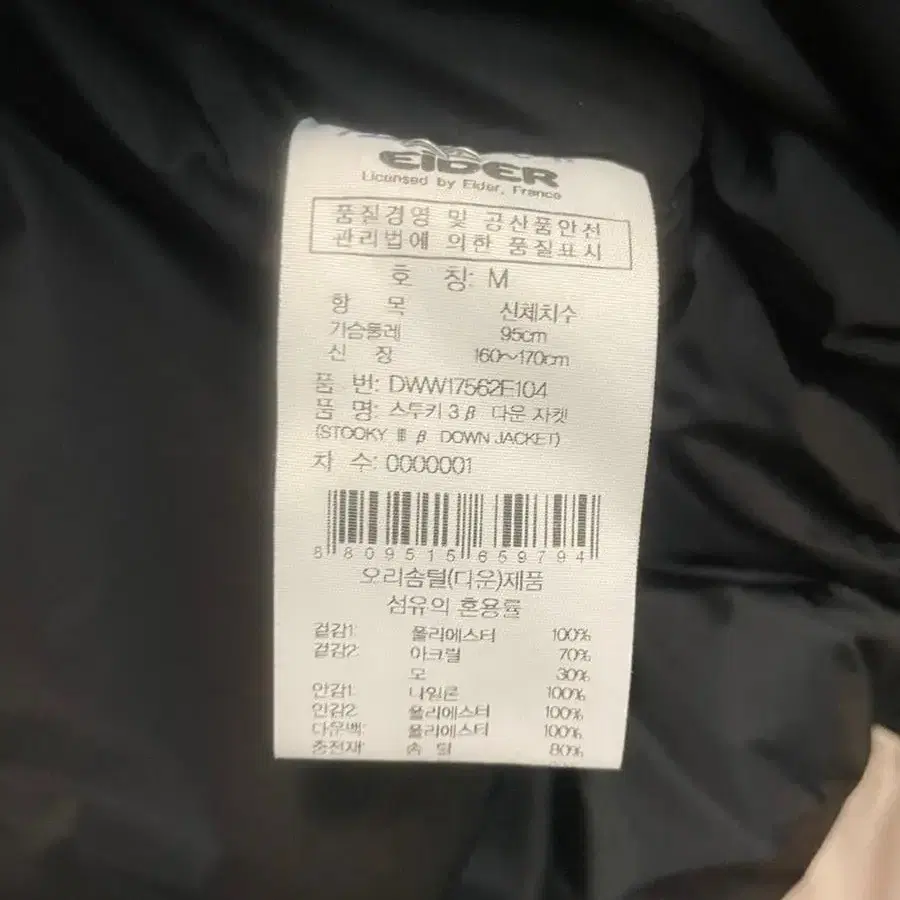 EIDER
Licensed by Eider, France
품질경영 및 공산품안전
관리법에 의한 품질표시
호 칭: M
항 목 신체치수
가슴둘레 95cm
신 장 160~170cm
품 번: DWW17562E104
품 명: 스투키 3 β 다운 자켓
(STOOKY Ⅲ β DOWN JACKET)
차 수: 0000001
8 809515 659794
오리솜털(다운)제품
섬유의 혼용률
겉감1: 폴리에스터 100%
겉감2: 아크릴 70%
모 30%
안감1: 나일론 100%
안감2: 폴리에스터 100%
다운백: 폴리에스터 100%
충전재: 솜 털 80%